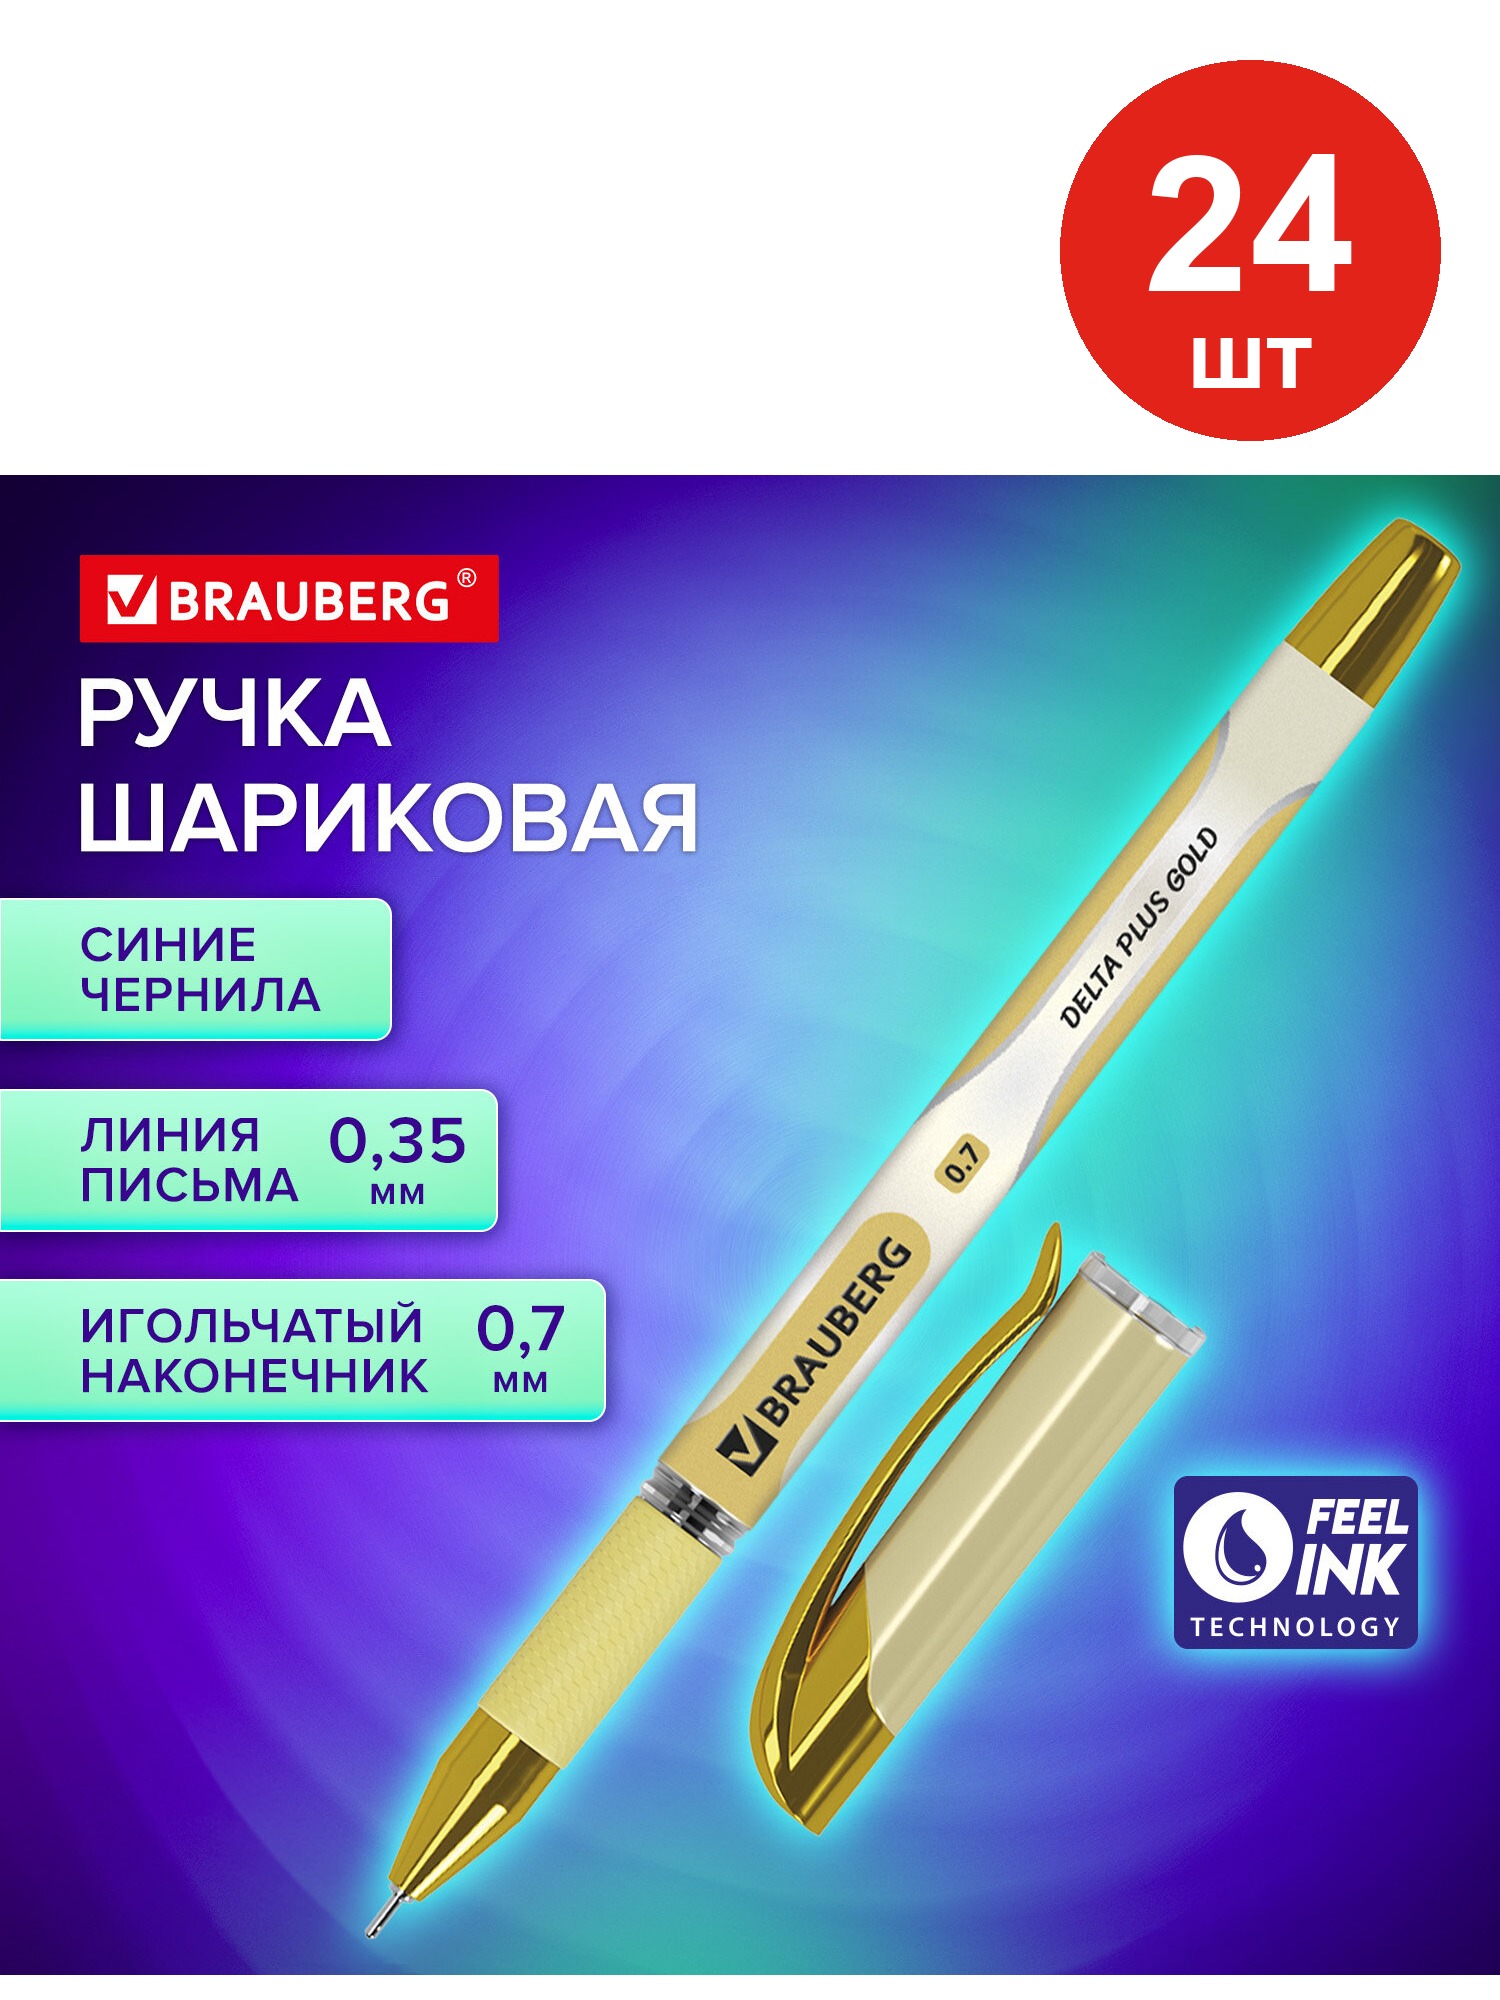 24
шт
BRAUBERG®
РУЧКА
ШАРИКОВАЯ
СИНИЕ
ЧЕРНИЛА
ЛИНИЯ
ПИСЬМА
0,35
мм
ИГОЛЬЧАТЫЙ
НАКОНЕЧНИК
0,7
мм
DELTA PLUS GOLD
0.7
BRAUBERG
FEEL
INK
TECHNOLOGY